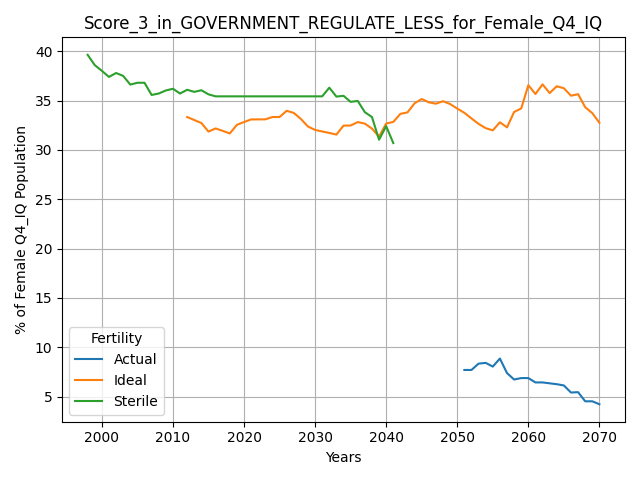 Score_3_in_GOVERNMENT_REGULATE_LESS_for_Female_Q4_IQ
% of Female Q4_IQ Population
40
35
30
25
20
15
10
5
Fertility
Actual
Ideal
Sterile
2000 2010 2020 2030 2040 2050 2060 2070
Years